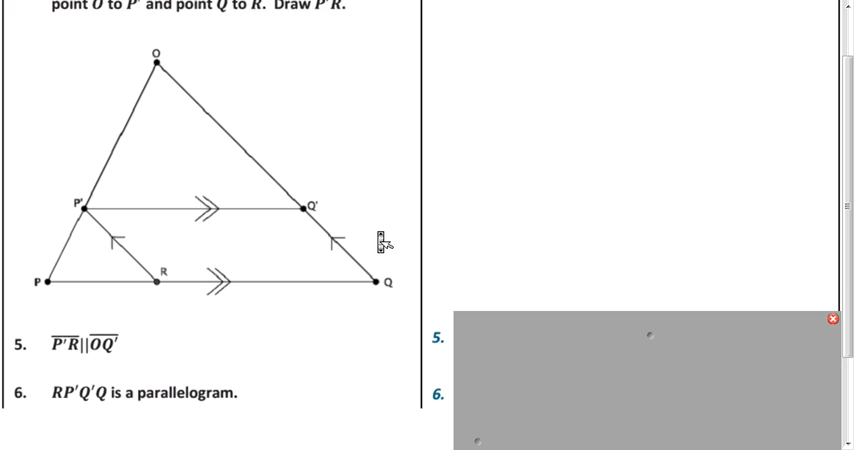 point O to P' and point Q to R. Draw P'R.
O
P'
Q'
R
P
Q
5. P'R||OQ'
5.
6. RP'Q'Q is a parallelogram.
6.